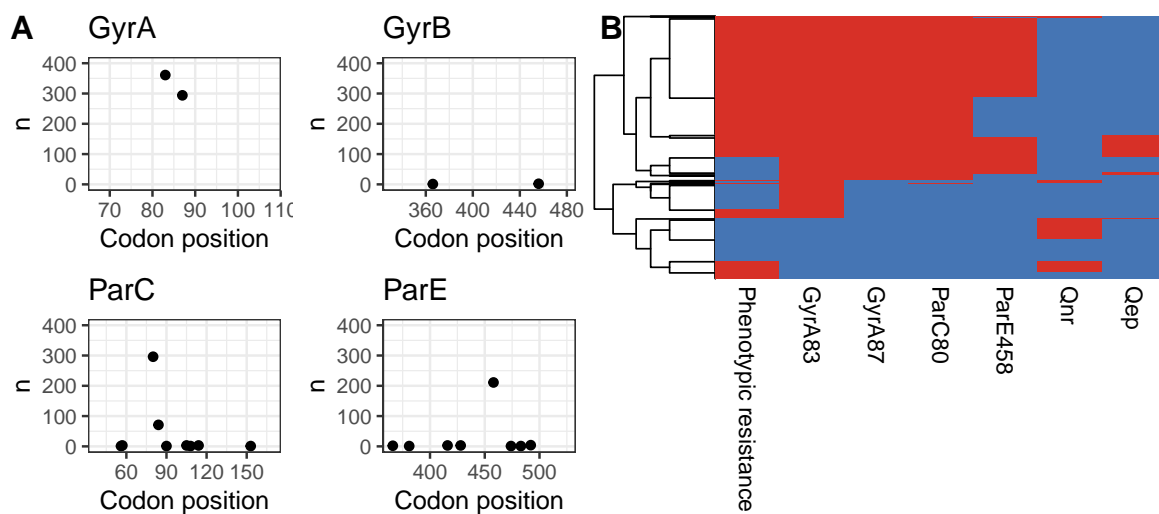 A
GyrA
400
300
200
100
0
n
70 80 90 100 110
Codon position
GyrB
400
300
200
100
0
n
360 400 440 480
Codon position
ParC
400
300
200
100
0
n
60 90 120 150
Codon position
ParE
400
300
200
100
0
n
400 450 500
Codon position
B
Phenotypic resistance
GyrA83
GyrA87
ParC80
ParE458
Qnr
Qep